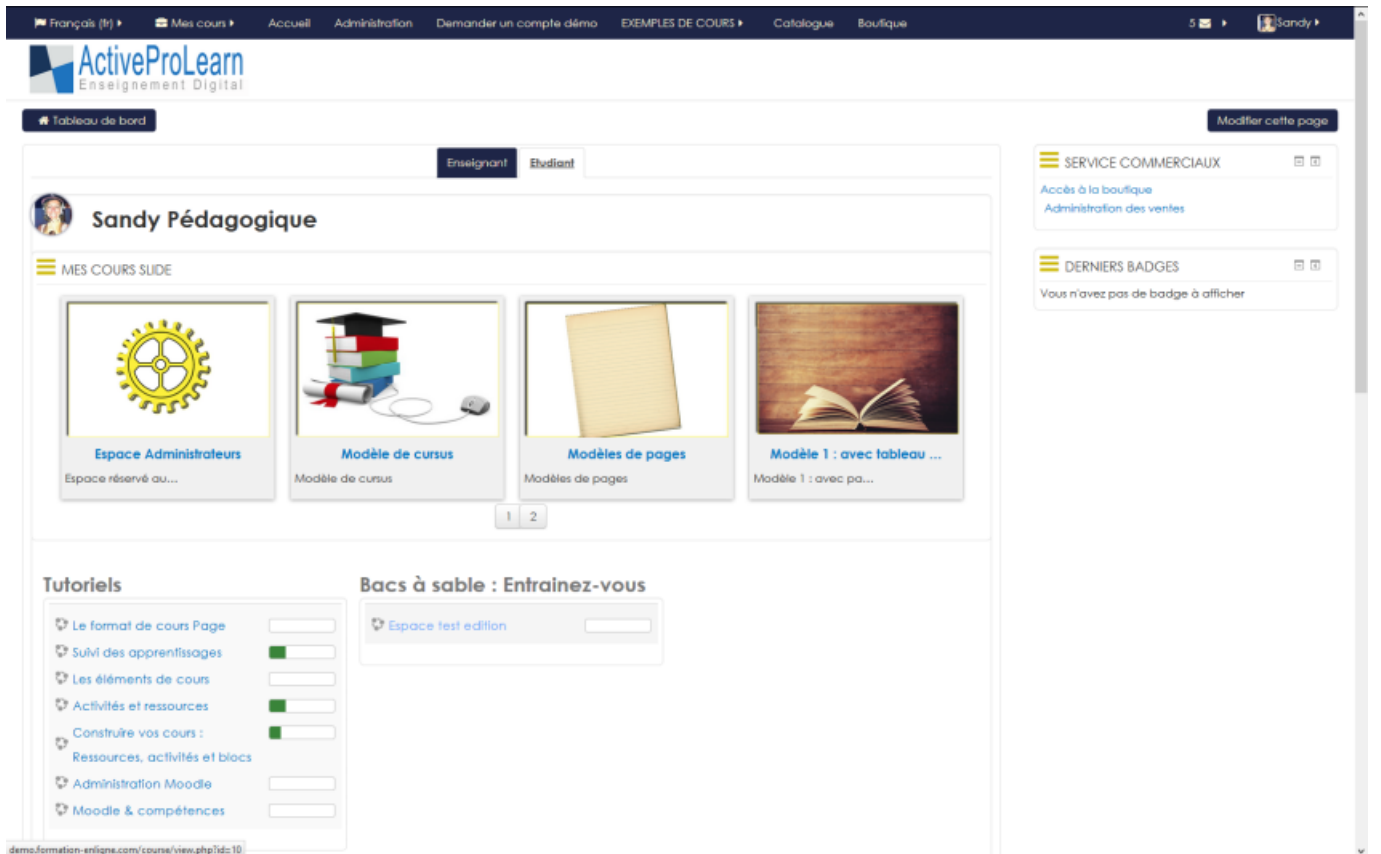 Français (fr) Mes cours Accueil Administration Demander un compte démo EXEMPLES DE COURS Catalogue Boutique 5 Sandy
ActiveProLearn
Enseignement Digital
Tableau de bord Modifier cette page
Enseignant Etudiant
Sandy Pédagogique
MES COURS SLIDE
Espace Administrateurs
Espace réservé au...
Modèle de cursus
Modèle de cursus
Modèles de pages
Modèles de pages
Modèle 1 : avec tableau ...
Modèle 1 : avec pa...
1 2
Tutoriels
Le format de cours Page
Suivi des apprentissages
Les éléments de cours
Activités et ressources
Construire vos cours :
Ressources, activités et blocs
Administration Moodle
Moodle & compétences
Bacs à sable : Entrainez-vous
Espace test edition
SERVICE COMMERCIAUX
Accès à la boutique
Administration des ventes
DERNIERS BADGES
Vous n'avez pas de badge à afficher
demo.formation-enligne.com/course/view.php?id=10